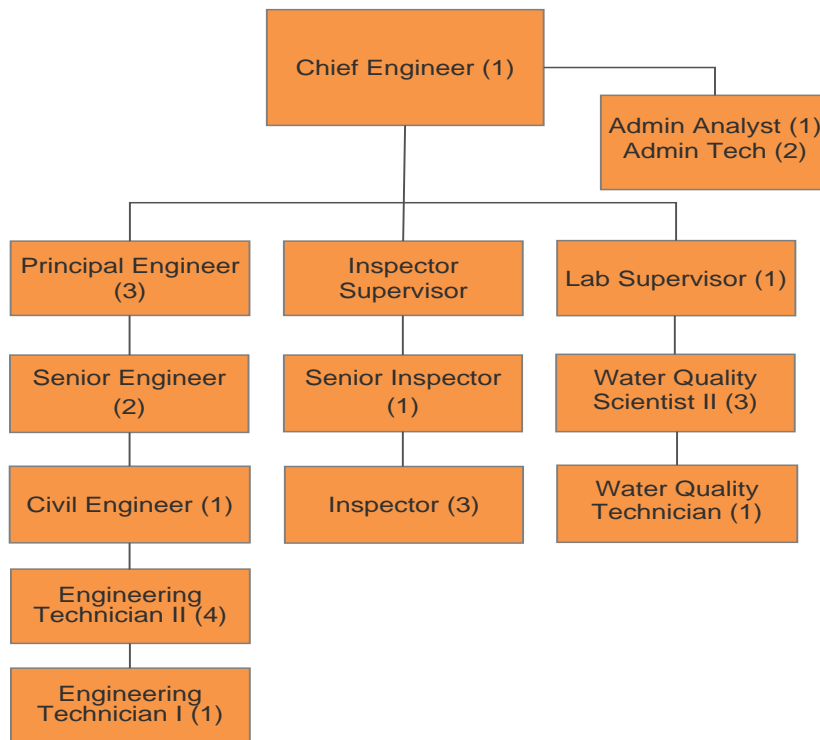 Chief Engineer (1)
Admin Analyst (1)
Admin Tech (2)
Principal Engineer
(3)
Inspector
Supervisor
Lab Supervisor (1)
Senior Engineer
(2)
Senior Inspector
(1)
Water Quality
Scientist II (3)
Civil Engineer (1)
Inspector (3)
Water Quality
Technician (1)
Engineering
Technician II (4)
Engineering
Technician I (1)